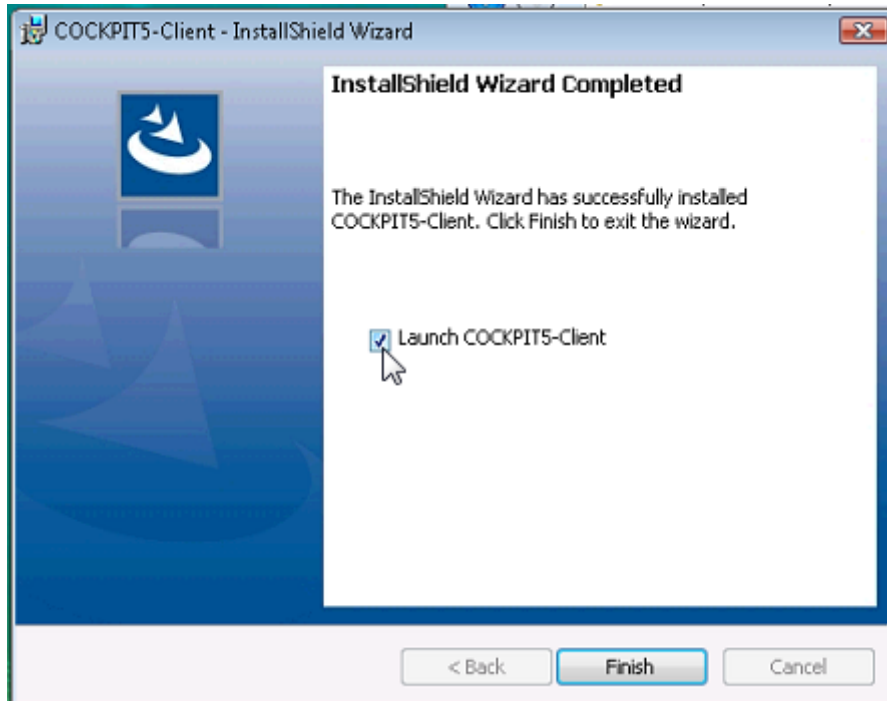 COCKPIT5-Client - InstallShield Wizard
InstallShield Wizard Completed
The InstallShield Wizard has successfully installed
COCKPIT5-Client. Click Finish to exit the wizard.
Launch COCKPIT5-Client
< Back
Finish
Cancel